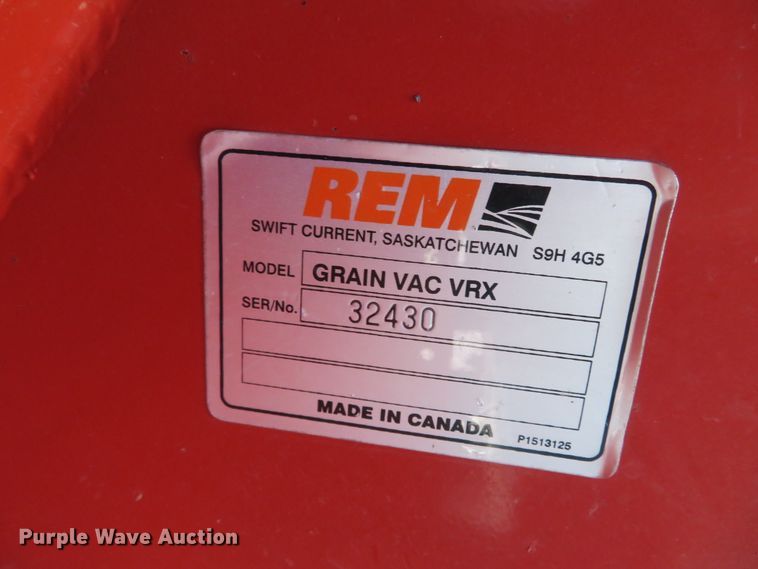 REM
SWIFT CURRENT, SASKATCHEWAN S9H 4G5
MODEL GRAIN VAC VRX
SER/No. 32430
MADE IN CANADA
P1513125
Purple Wave Auction